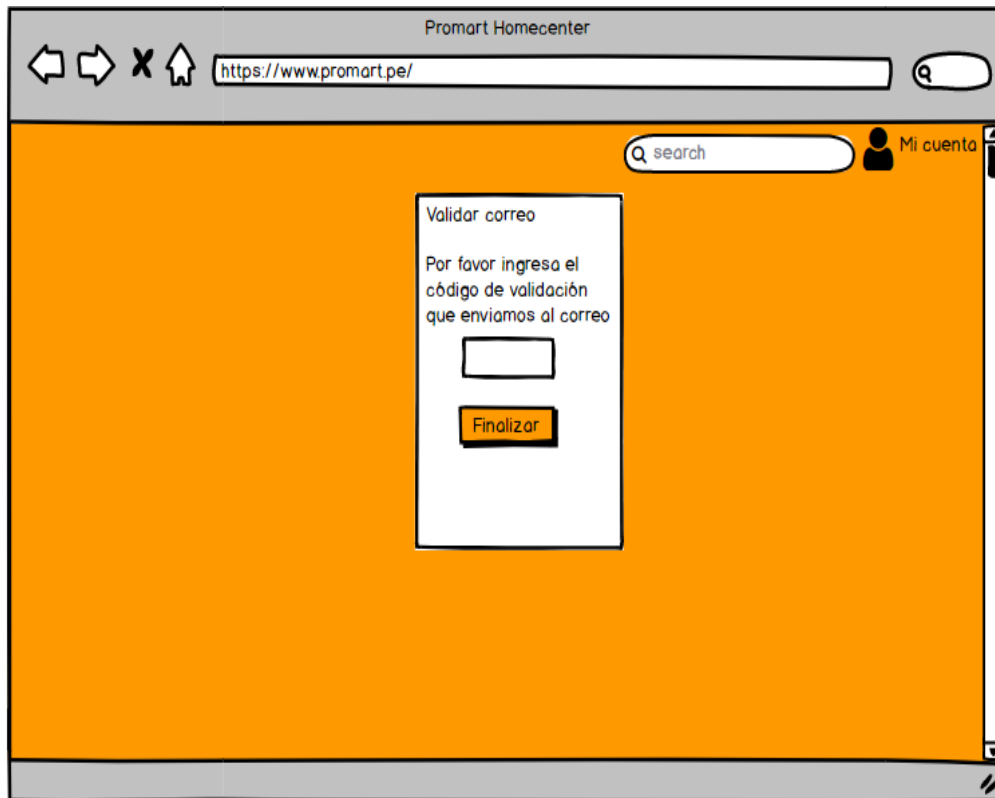 Promart Homecenter
https://www.promart.pe/
search
Mi cuenta
Validar correo
Por favor ingresa el
código de validación
que enviamos al correo
Finalizar